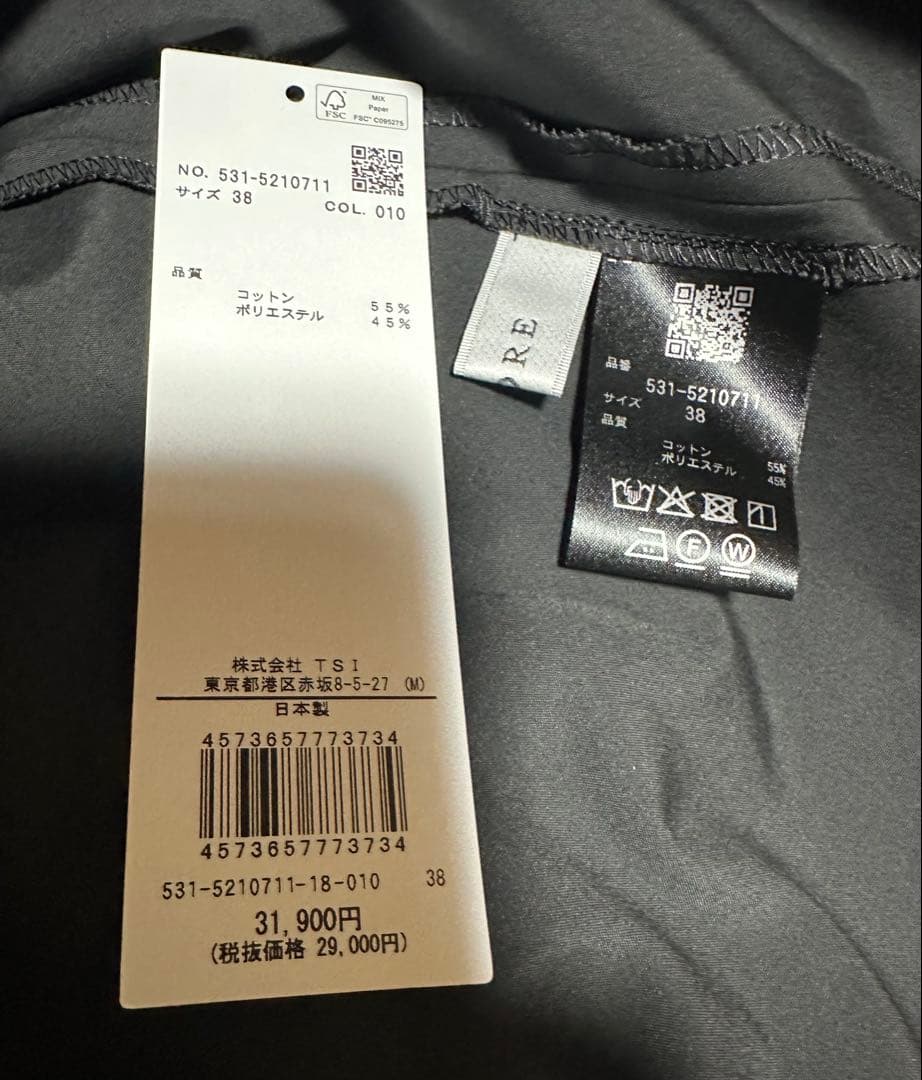 FSC
MIX
Paper
FSC® C095275
NO. 531-5210711
サイズ 38
COL. 010
品質
コットン 55%
ポリエステル 45%
株式会社 TSI
東京都港区赤坂8-5-27 (M)
日本製
4573657773734
4573657773734
531-5210711-18-010 38
31,900円
(税抜価格 29,000円)
ORE
品番
531-5210711
サイズ 38
品質
コットン 55%
ポリエステル 45%
F
W